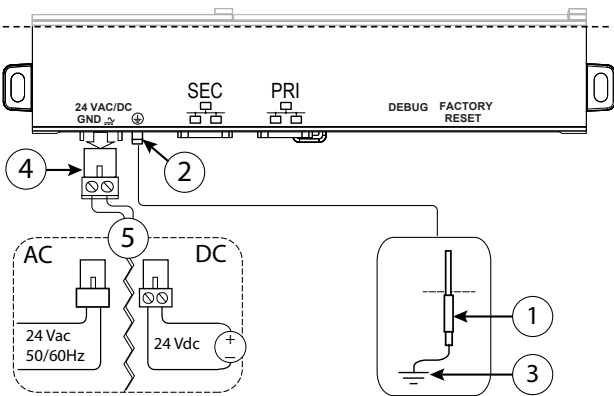 SEC
PRI
24 VAC/DC
GND
DEBUG
FACTORY
RESET
4
2
5
AC
DC
24 Vac
50/60Hz
24 Vdc
+
–
1
3